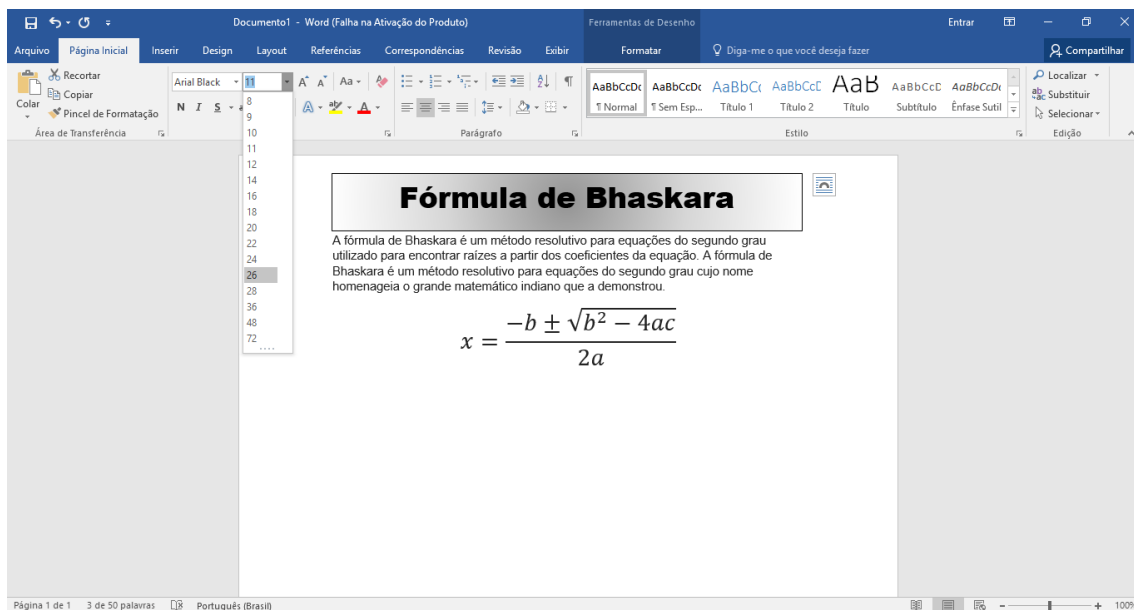 Documento1 - Word (Falha na Ativação do Produto)
Ferramentas de Desenho
Entrar
Arquivo Página Inicial Inserir Design Layout Referências Correspondências Revisão Exibir Formatar Diga-me o que você deseja fazer Compartilhar
Recortar
Copiar
Colar
Pincel de Formatação
Área de Transferência
Arial Black 11
N I S
Aa
Parágrafo
AaBbCcDc AaBbCcDc AaBbCc AaBbCcD AaB AaBbCcD AaBbCcDc
¶ Normal ¶ Sem Esp... Título 1 Título 2 Título Subtítulo Ênfase Sutil
Estilo
Localizar
Substituir
Selecionar
Edição
8
9
10
11
12
14
16
18
20
22
24
26
28
36
48
72
Fórmula de Bhaskara
A fórmula de Bhaskara é um método resolutivo para equações do segundo grau
utilizado para encontrar raízes a partir dos coeficientes da equação. A fórmula de
Bhaskara é um método resolutivo para equações do segundo grau cujo nome
homenageia o grande matemático indiano que a demonstrou.
x = −b ± √b² − 4ac
2a
Página 1 de 1 3 de 50 palavras Português (Brasil)